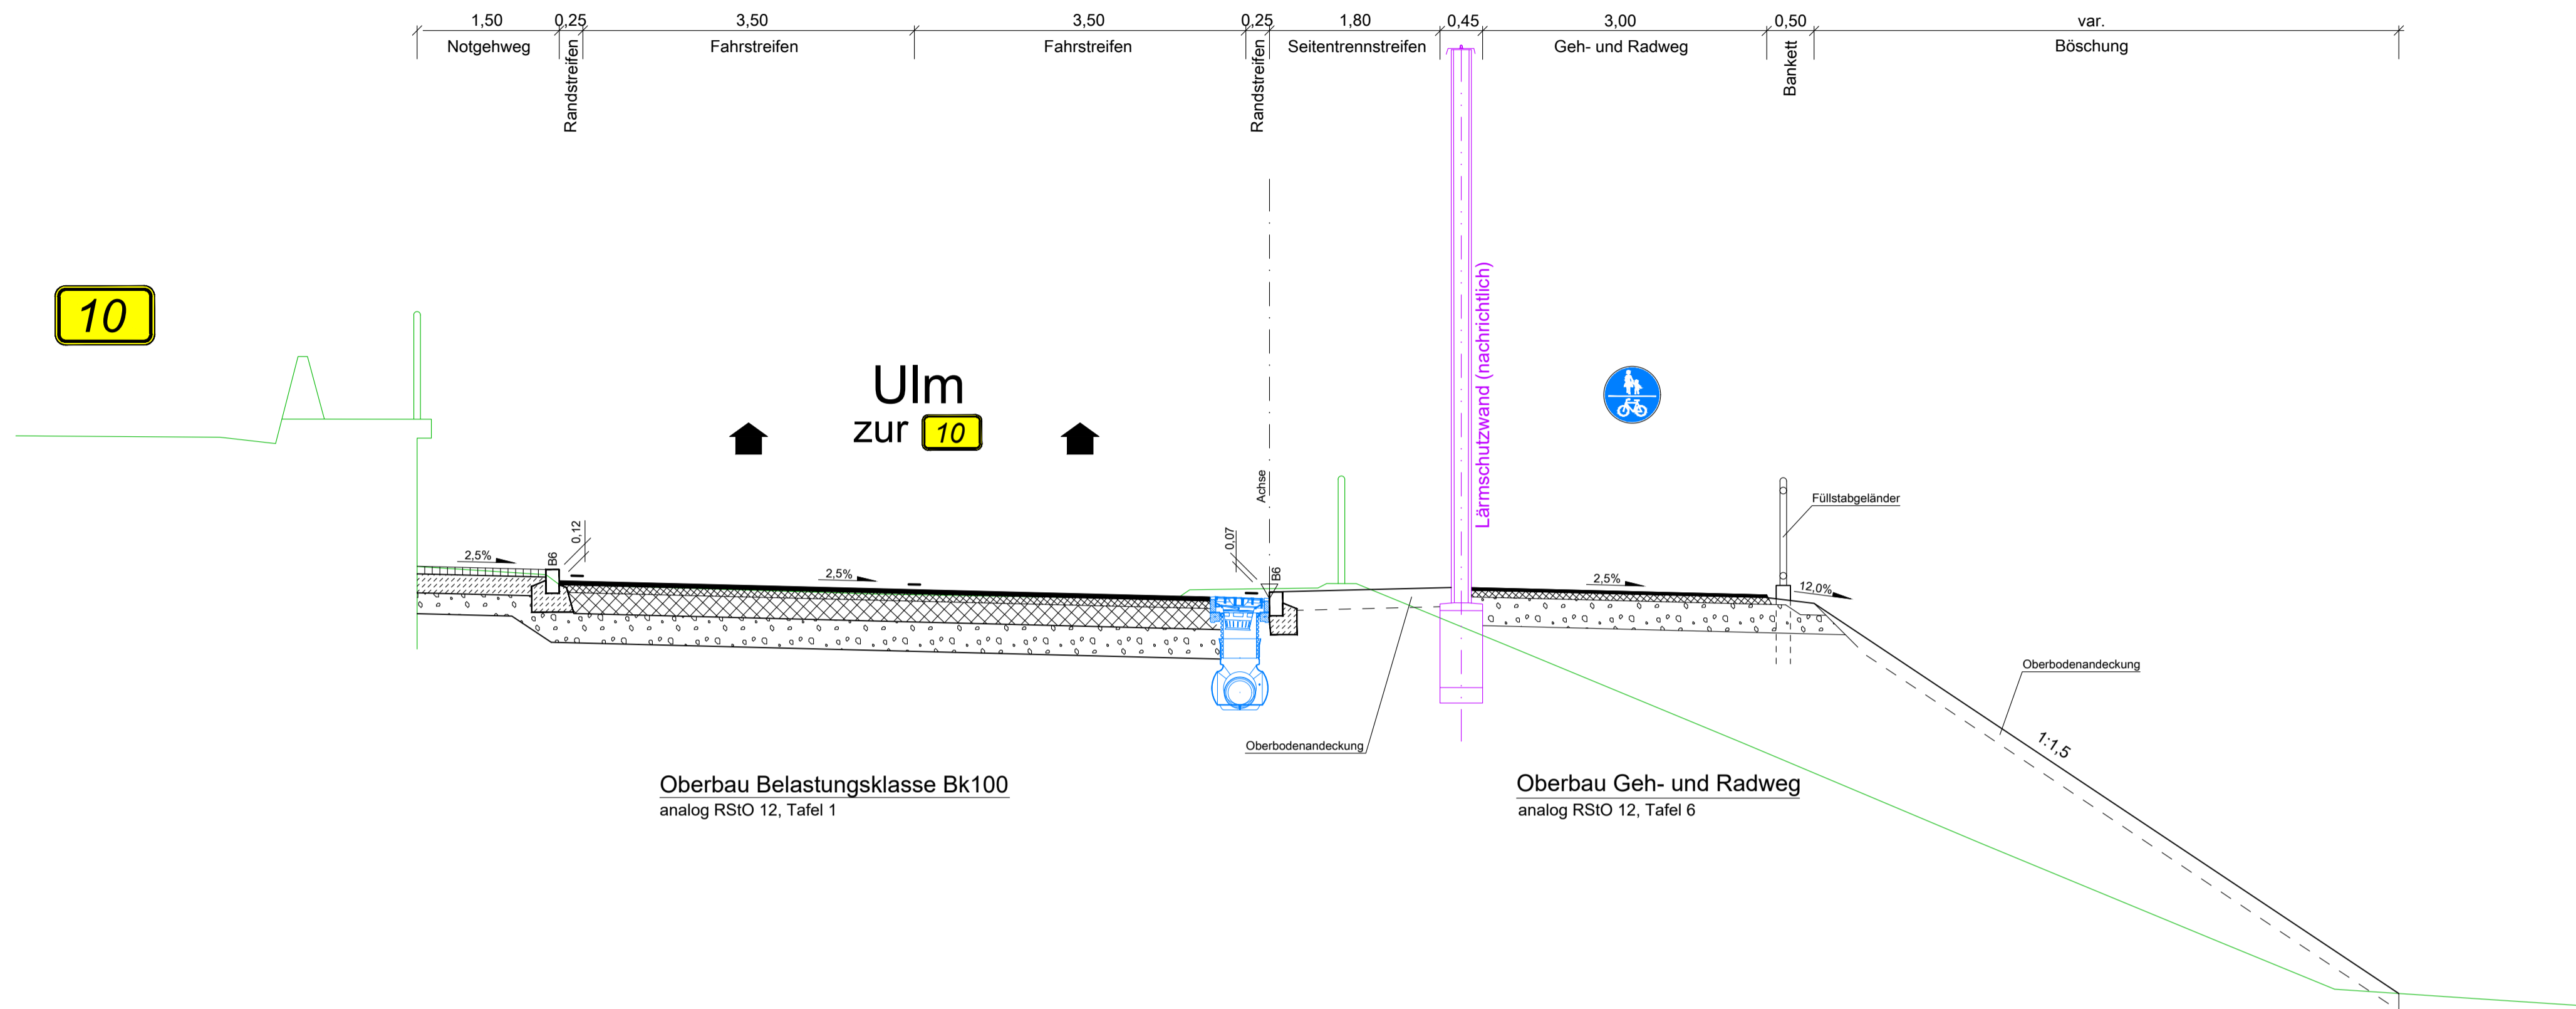 1,50 0,25 3,50 3,50 0,25 1,80 0,45 3,00 0,50 var.
Notgehweg Randstreifen Fahrstreifen Fahrstreifen Randstreifen Seitentrennstreifen Geh- und Radweg Bankett Böschung
10
Ulm
zur 10
Lärmschutzwand (nachrichtlich)
Achse
Füllstabgeländer
2,5% B6 0,12 2,5% 0,07 B6 2,5% 12,0%
Oberbodenandeckung
Oberbodenandeckung
1:1,5
Oberbau Belastungsklasse Bk100
analog RStO 12, Tafel 1
Oberbau Geh- und Radweg
analog RStO 12, Tafel 6